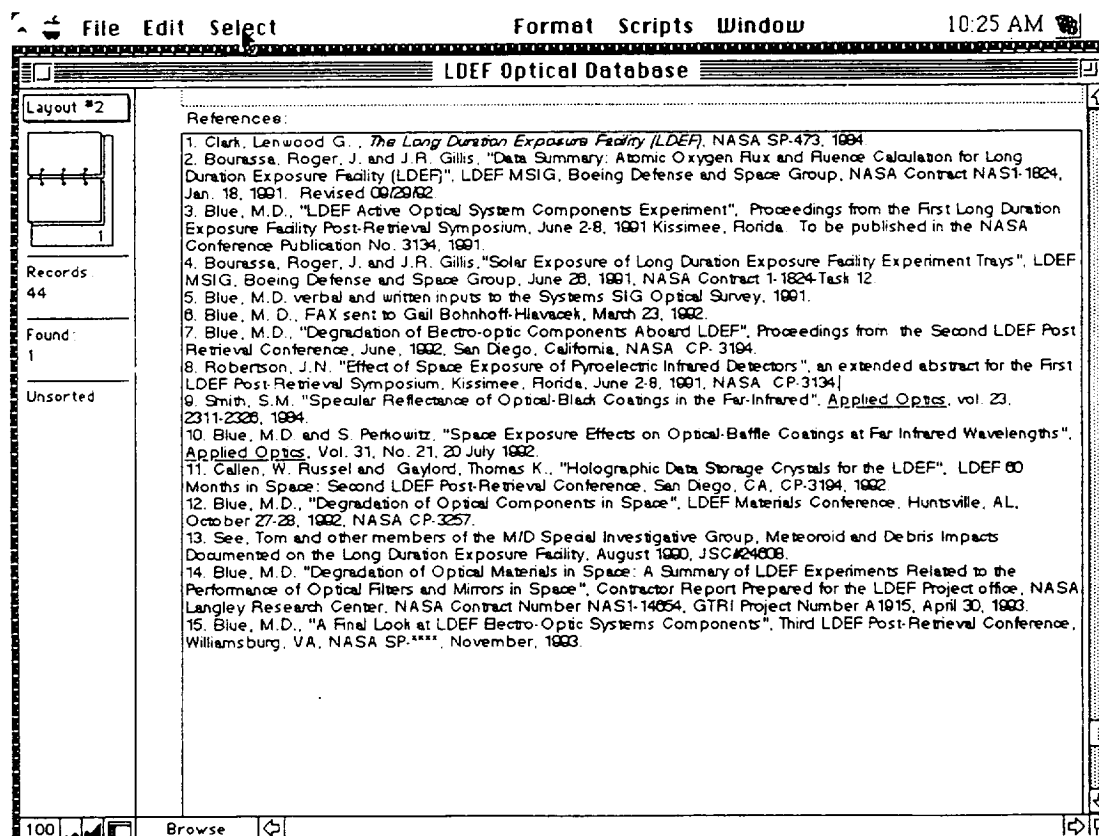 File Edit Select Format Scripts Window 10:25 AM
LDEF Optical Database
Layout #2
1
Records:
44
Found:
1
Unsorted
References:
1. Clark, Lenwood G. , The Long Duration Exposure Facility (LDEF), NASA SP-473, 1984.
2. Bourassa, Roger, J. and J.R. Gillis, "Data Summary: Atomic Oxygen Flux and Fluence Calculation for Long
Duration Exposure Facility (LDEF)", LDEF MSIG, Boeing Defense and Space Group, NASA Contract NAS1-1824,
Jan. 18, 1991. Revised 09/29/92.
3. Blue, M.D., "LDEF Active Optical System Components Experiment", Proceedings from the First Long Duration
Exposure Facility Post-Retrieval Symposium, June 2-8, 1991 Kissimee, Florida. To be published in the NASA
Conference Publication No. 3134, 1991.
4. Bourassa, Roger, J. and J.R. Gillis,"Solar Exposure of Long Duration Exposure Facility Experiment Trays", LDEF
MSIG, Boeing Defense and Space Group, June 26, 1991, NASA Contract 1-1824-Task 12.
5. Blue, M.D. verbal and written inputs to the Systems SIG Optical Survey, 1991.
6. Blue, M. D., FAX sent to Gail Bohnhoff-Hlavacek, March 23, 1992.
7. Blue, M.D., "Degradation of Electro-optic Components Aboard LDEF", Proceedings from the Second LDEF Post
Retrieval Conference, June, 1992, San Diego, California, NASA CP- 3194.
8. Robertson, J.N. "Effect of Space Exposure of Pyroelectric Infrared Detectors", an extended abstract for the First
LDEF Post-Retrieval Symposium, Kissimee, Florida, June 2-8, 1991, NASA CP-3134.
9. Smith, S.M. "Specular Reflectance of Optical-Black Coatings in the Far-Infrared", Applied Optics, vol. 23,
2311-2326, 1984.
10. Blue, M.D. and S. Perkowitz, "Space Exposure Effects on Optical-Baffle Coatings at Far Infrared Wavelengths",
Applied Optics, Vol. 31, No. 21, 20 July 1992.
11. Callen, W. Russel and Gaylord, Thomas K., "Holographic Data Storage Crystals for the LDEF", LDEF 60
Months in Space: Second LDEF Post-Retrieval Conference, San Diego, CA, CP-3194, 1992.
12. Blue, M.D., "Degradation of Optical Components in Space", LDEF Materials Conference, Huntsville, AL,
October 27-28, 1992, NASA CP-3257.
13. See, Tom and other members of the M/D Special Investigative Group, Meteoroid and Debris Impacts
Documented on the Long Duration Exposure Facility, August 1990, JSC#24608.
14. Blue, M.D. "Degradation of Optical Materials in Space: A Summary of LDEF Experiments Related to the
Performance of Optical Filters and Mirrors in Space", Contractor Report Prepared for the LDEF Project office, NASA
Langley Research Center, NASA Contract Number NAS1-14654, GTRI Project Number A1915, April 30, 1993.
15. Blue, M.D., "A Final Look at LDEF Electro-Optic Systems Components", Third LDEF Post-Retrieval Conference,
Williamsburg, VA, NASA SP-****, November, 1993.
100 Browse